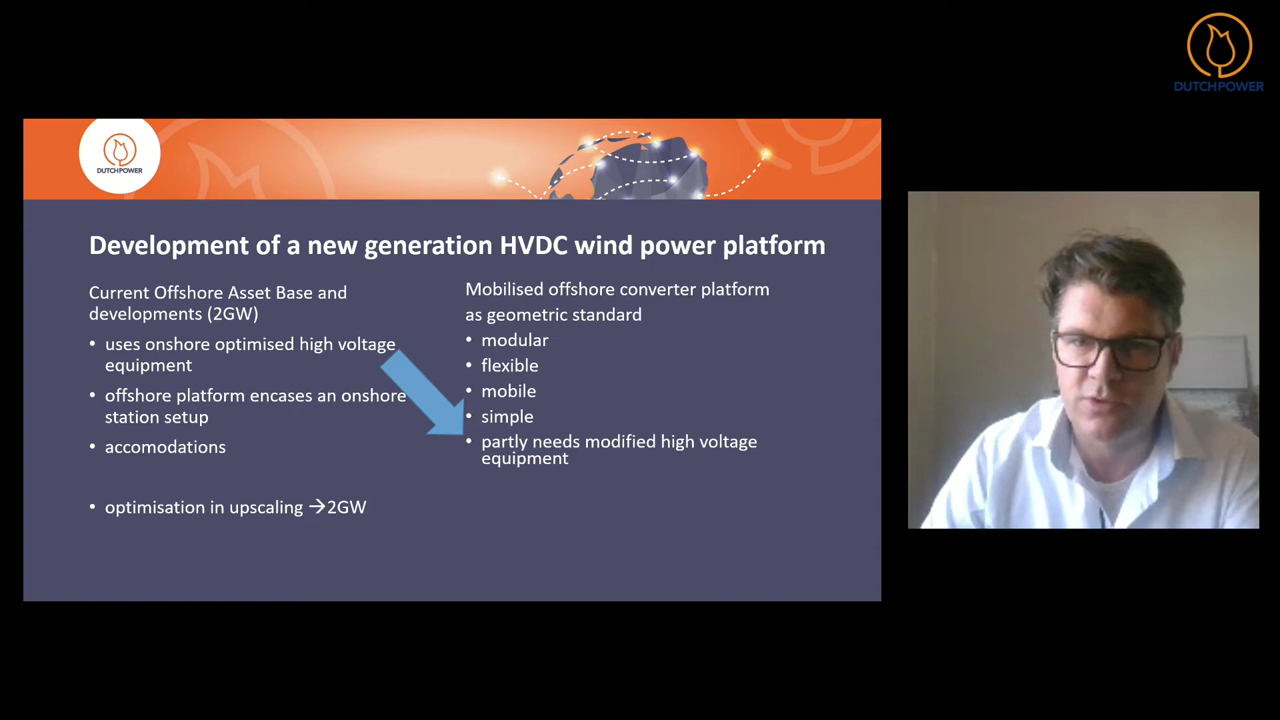 DUTCHPOWER
DUTCHPOWER
Development of a new generation HVDC wind power platform
Current Offshore Asset Base and
developments (2GW)
• uses onshore optimised high voltage
equipment
• offshore platform encases an onshore
station setup
• accomodations
• optimisation in upscaling →2GW
Mobilised offshore converter platform
as geometric standard
• modular
• flexible
• mobile
• simple
• partly needs modified high voltage
equipment